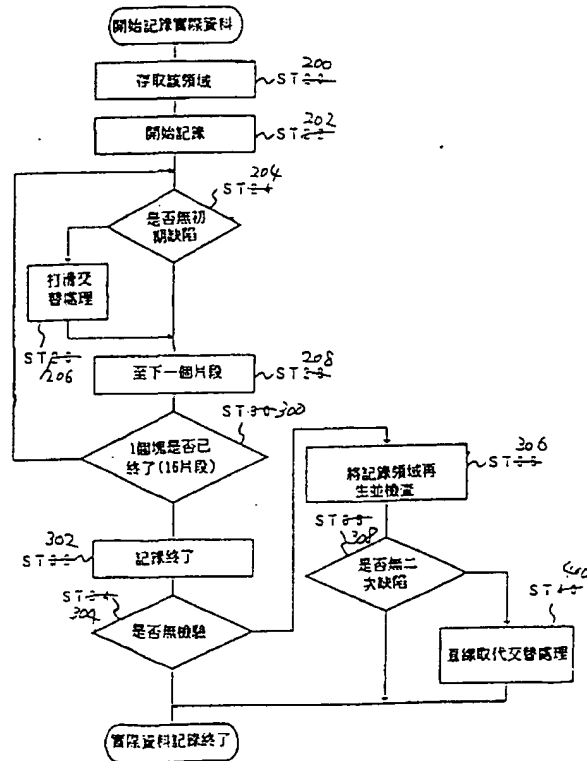 開始記錄實際資料
存取該領域
ST 200
開始記錄
ST 202
ST 204
是否無初
期缺陷
打滑交
替處理
ST
206
至下一個片段
ST 208
ST 300
1個塊是否已
終了(16片段)
將記錄領域再
生並檢查
ST 306
302
ST
記錄終了
ST
308
是否無二
次缺陷
ST
304
是否無檢驗
ST 400
直線取代交替處理
實際資料記錄終了